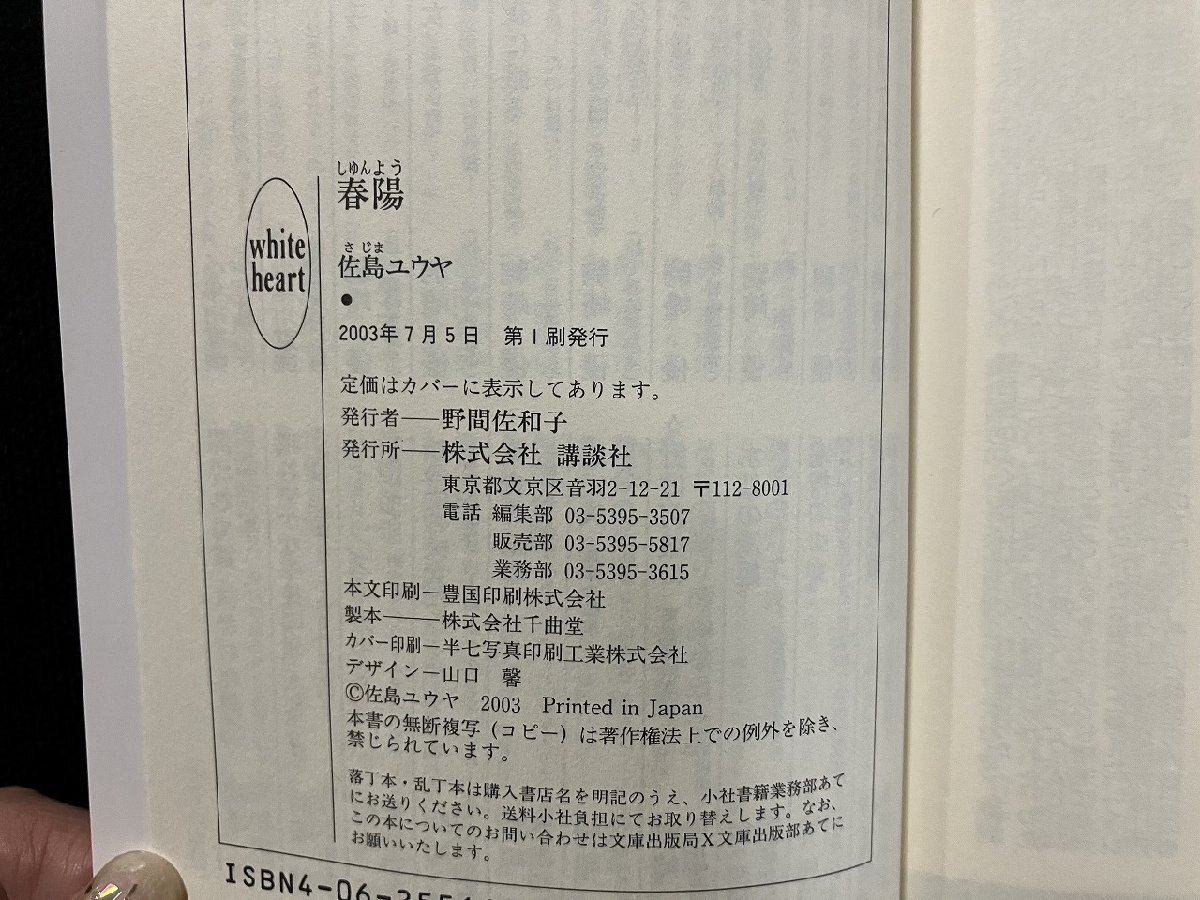 しゅんよう
春陽
white
heart
さじま
佐島ユウヤ
●
2003年7月5日 第1刷発行
定価はカバーに表示してあります。
発行者——野間佐和子
発行所——株式会社 講談社
東京都文京区音羽2-12-21 〒112-8001
電話 編集部 03-5395-3507
販売部 03-5395-5817
業務部 03-5395-3615
本文印刷—豊国印刷株式会社
製本———株式会社千曲堂
カバー印刷—半七写真印刷工業株式会社
デザイン—山口 馨
©佐島ユウヤ 2003 Printed in Japan
本書の無断複写(コピー)は著作権法上での例外を除き、
禁じられています。
落丁本・乱丁本は購入書店名を明記のうえ、小社書籍業務部あて
にお送りください。送料小社負担にてお取り替えします。なお、
この本についてのお問い合わせは文庫出版局X文庫出版部あてに
お願いいたします。
ISBN4-06-255